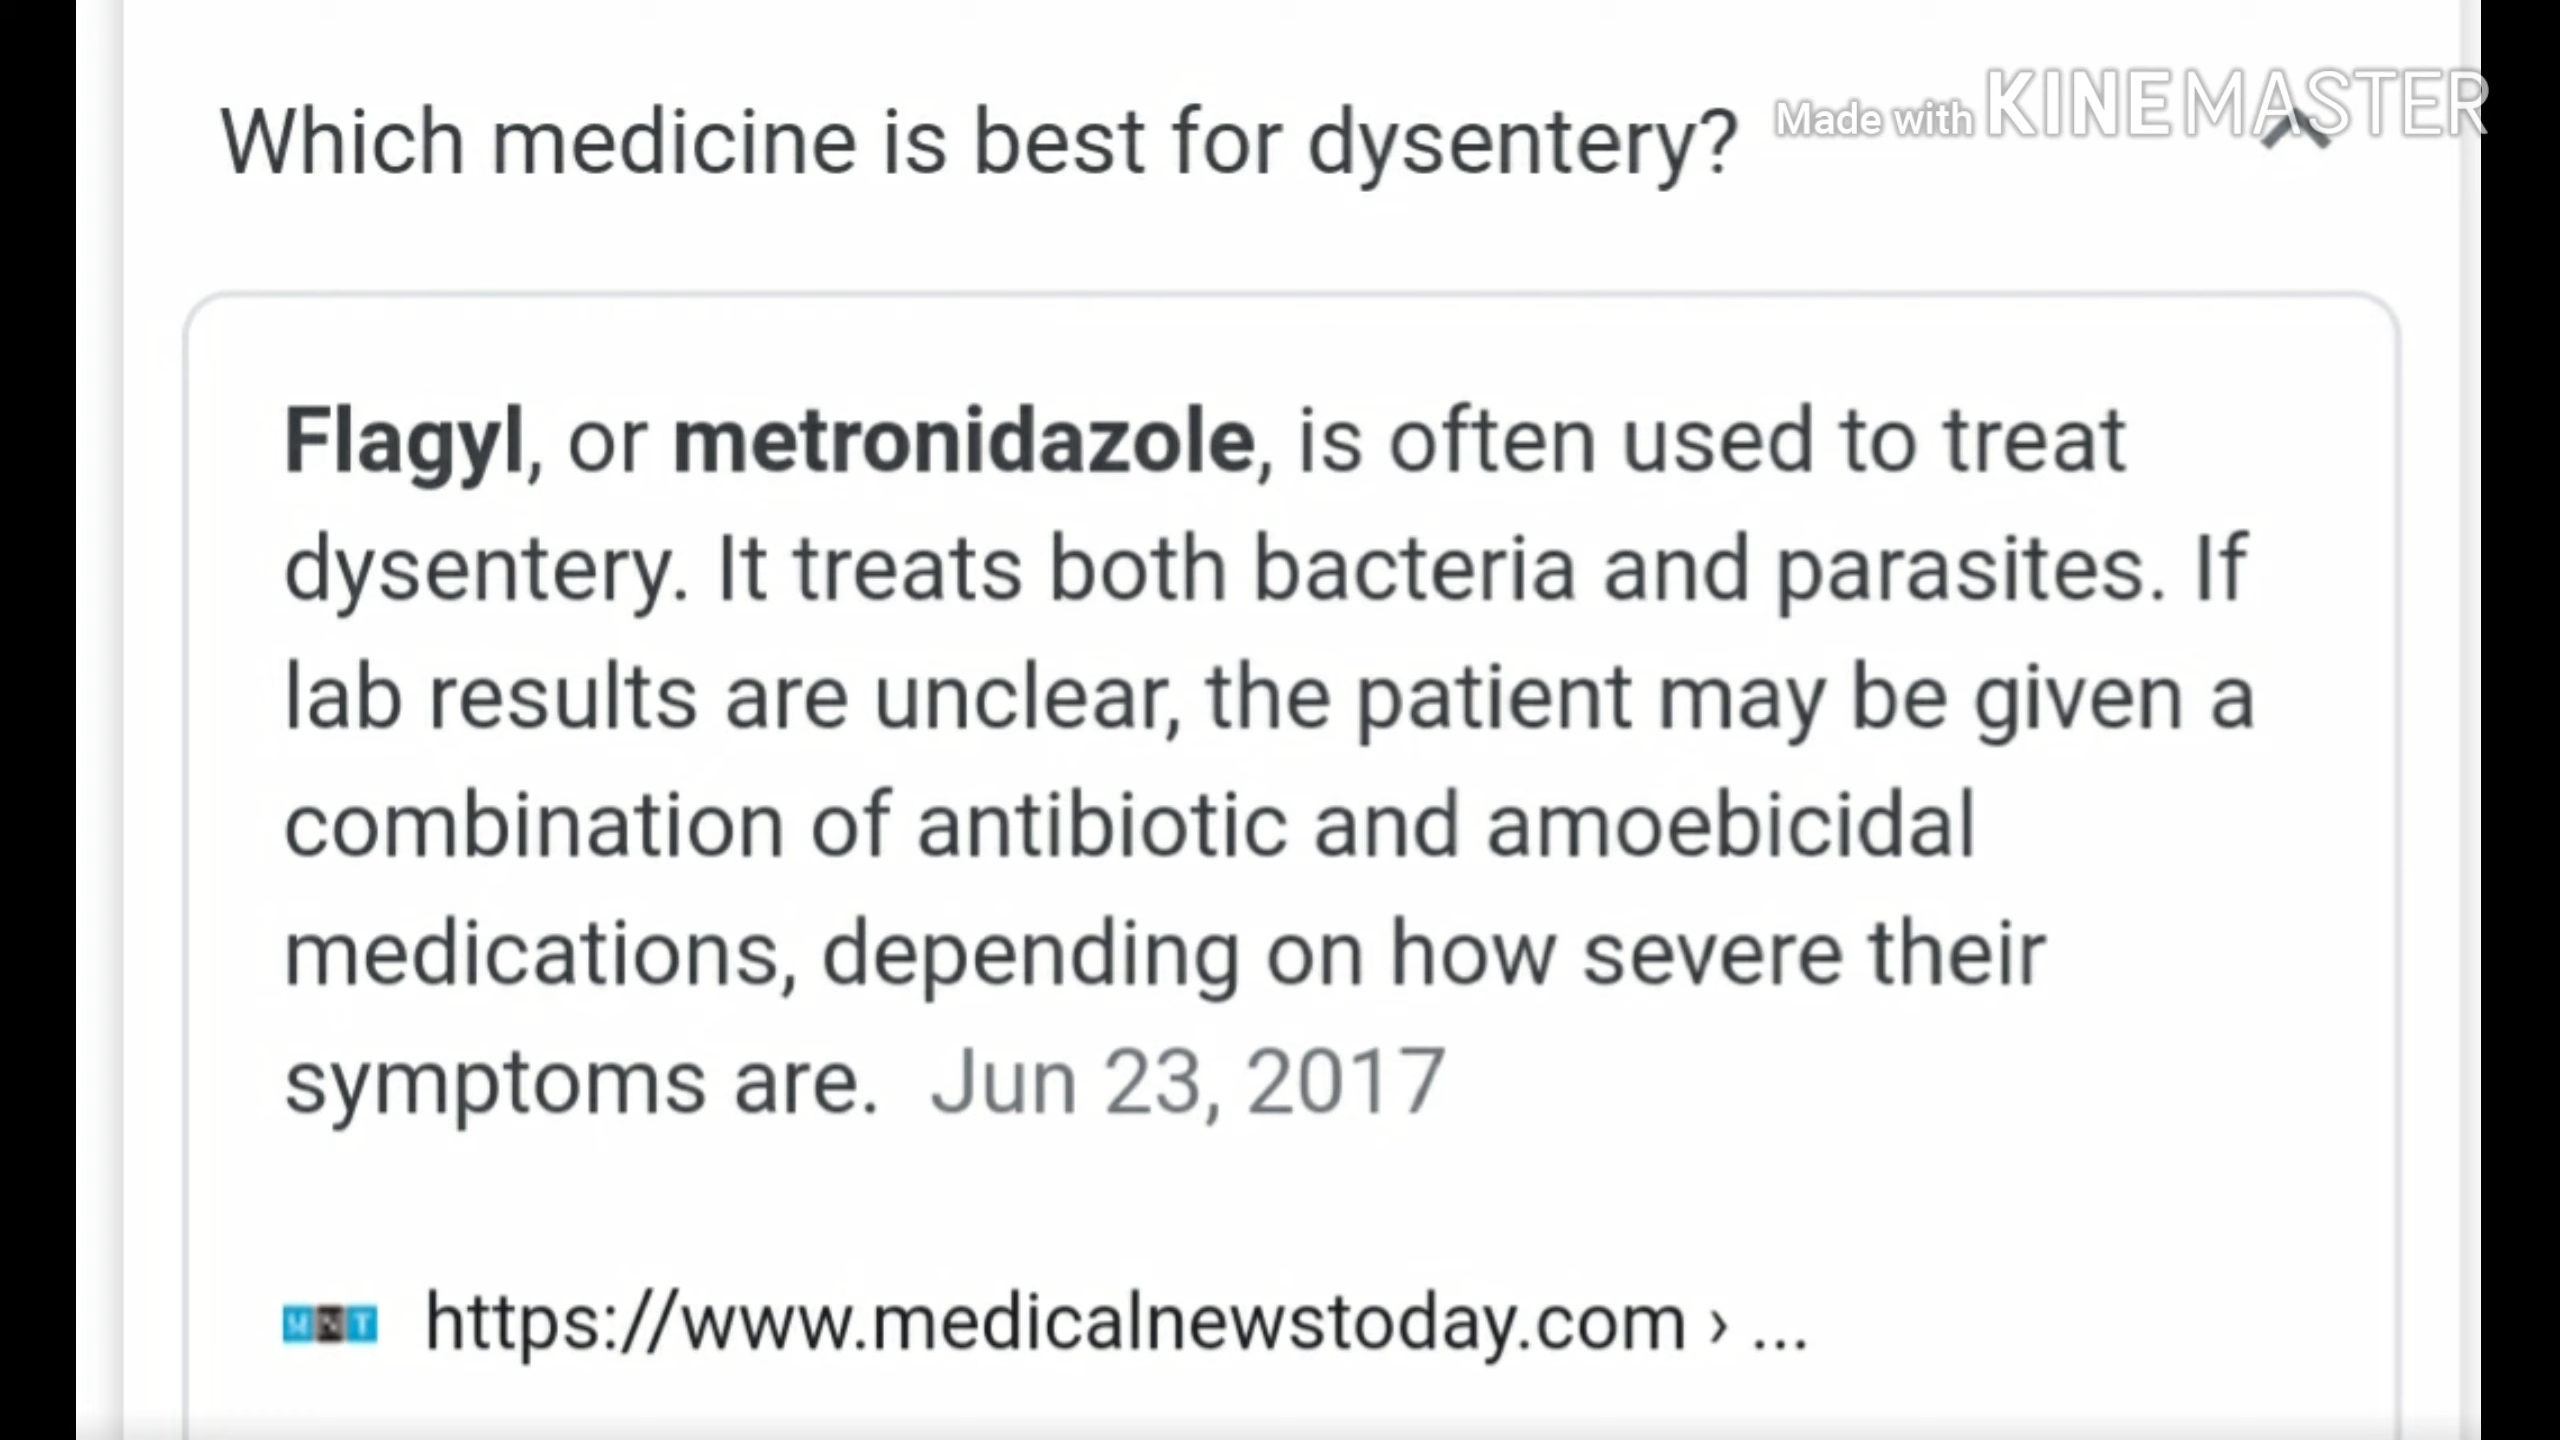 Which medicine is best for dysentery?
Made with KINEMASTER
Flagyl, or metronidazole, is often used to treat
dysentery. It treats both bacteria and parasites. If
lab results are unclear, the patient may be given a
combination of antibiotic and amoebicidal
medications, depending on how severe their
symptoms are. Jun 23, 2017
MNT https://www.medicalnewstoday.com › ...